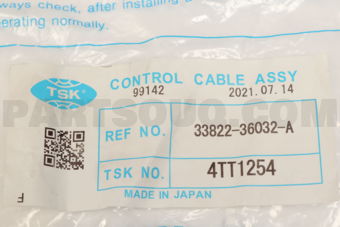 ways check, after installing
erating normally.
TSK
CONTROL CABLE ASSY
99142 2021.07.14
REF NO. 33822-36032-A
TSK NO. 4TT1254
MADE IN JAPAN
F
PARTSOUQ.COM